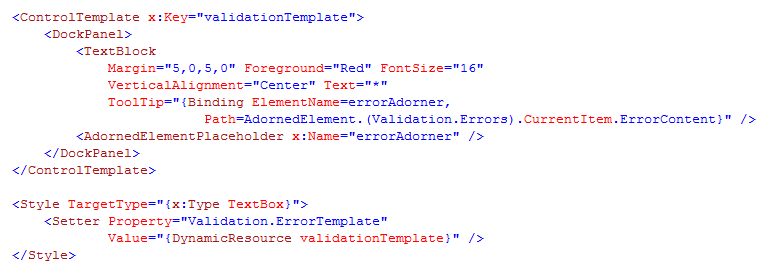 <ControlTemplate x:Key="validationTemplate">
    <DockPanel>
        <TextBlock
            Margin="5,0,5,0" Foreground="Red" FontSize="16"
            VerticalAlignment="Center" Text="*"
            ToolTip="{Binding ElementName=errorAdorner,
                        Path=AdornedElement.(Validation.Errors).CurrentItem.ErrorContent}" />
        <AdornedElementPlaceholder x:Name="errorAdorner" />
    </DockPanel>
</ControlTemplate>

<Style TargetType="{x:Type TextBox}">
    <Setter Property="Validation.ErrorTemplate"
            Value="{DynamicResource validationTemplate}" />
</Style>